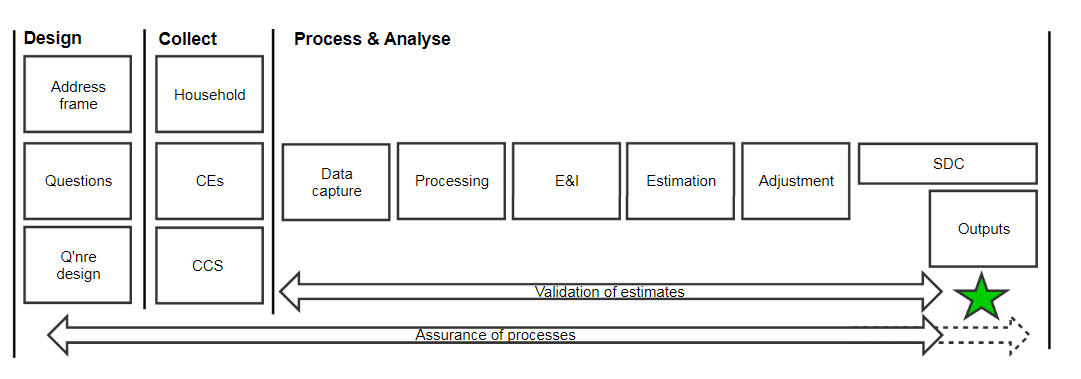 Design
Collect
Process & Analyse
Address
frame
Household
Questions
CEs
Data
capture
Processing
E&I
Estimation
Adjustment
SDC
Q'nre
design
CCS
Outputs
Validation of estimates
Assurance of processes